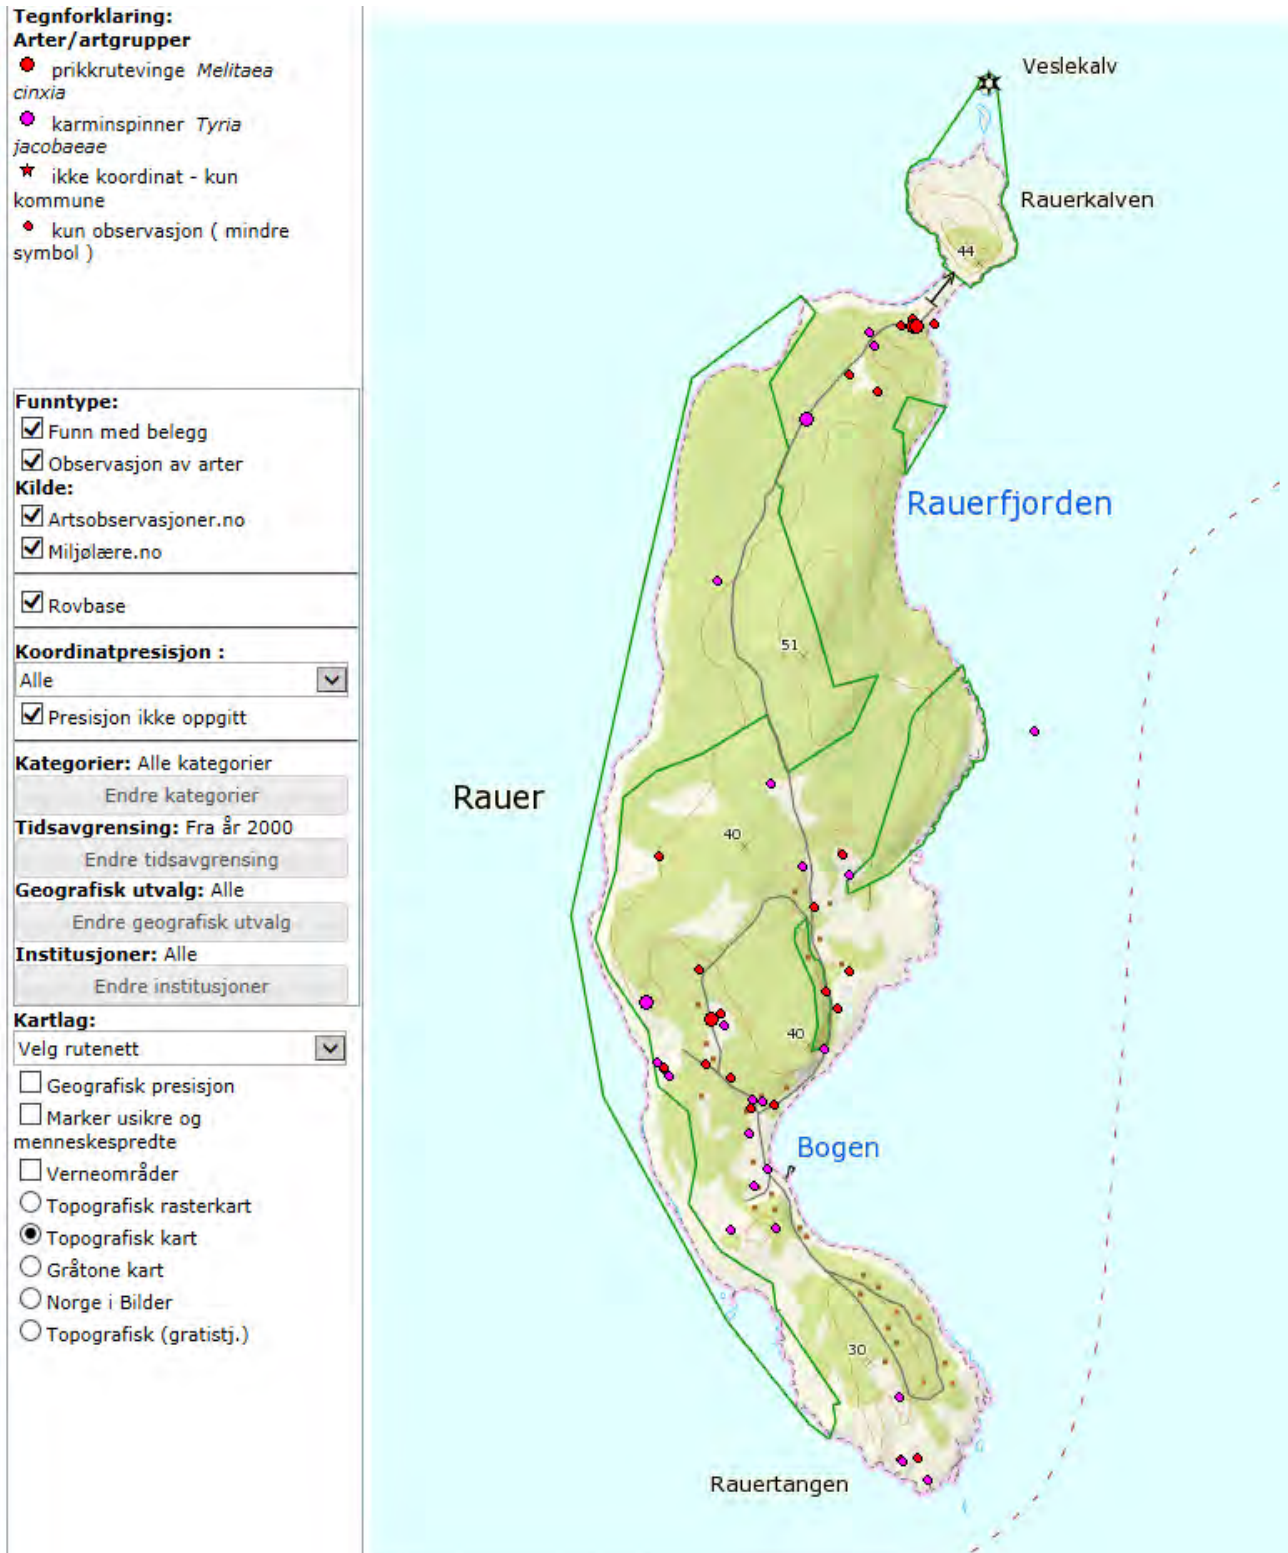 Tegnforklaring:
Arter/artgrupper
prikkrutevinge Melitaea
cinxia
karminspinner Tyria
jacobaeae
ikke koordinat - kun
kommune
kun observasjon ( mindre
symbol )
Funntype:
Funn med belegg
Observasjon av arter
Kilde:
Artsobservasjoner.no
Miljølære.no
Rovbase
Koordinatpresisjon :
Alle
Presisjon ikke oppgitt
Kategorier: Alle kategorier
Endre kategorier
Tidsavgrensing: Fra år 2000
Endre tidsavgrensing
Geografisk utvalg: Alle
Endre geografisk utvalg
Institusjoner: Alle
Endre institusjoner
Kartlag:
Velg rutenett
Geografisk presisjon
Marker usikre og
menneskespredte
Verneområder
Topografisk rasterkart
Topografisk kart
Gråtone kart
Norge i Bilder
Topografisk (gratistj.)
Veslekalv
Rauerkalven
44
Rauerfjorden
51
Rauer
40
40
Bogen
30
Rauertangen